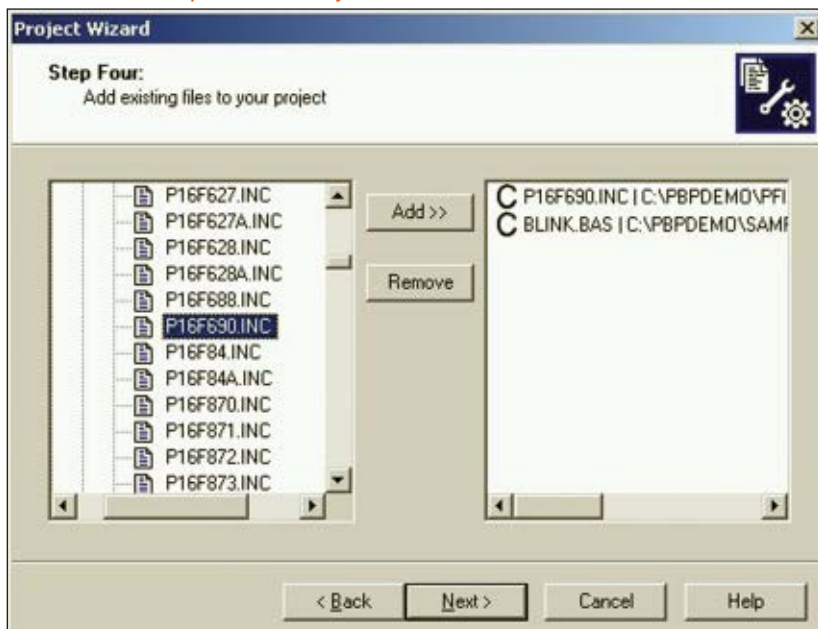 Project Wizard
Step Four:
Add existing files to your project
P16F627.INC
P16F627A.INC
P16F628.INC
P16F628A.INC
P16F688.INC
P16F690.INC
P16F84.INC
P16F84A.INC
P16F870.INC
P16F871.INC
P16F872.INC
P16F873.INC
Add >>
Remove
C P16F690.INC | C:\PBPDEMO\PFI
C BLINK.BAS | C:\PBPDEMO\SAMF
< Back
Next >
Cancel
Help